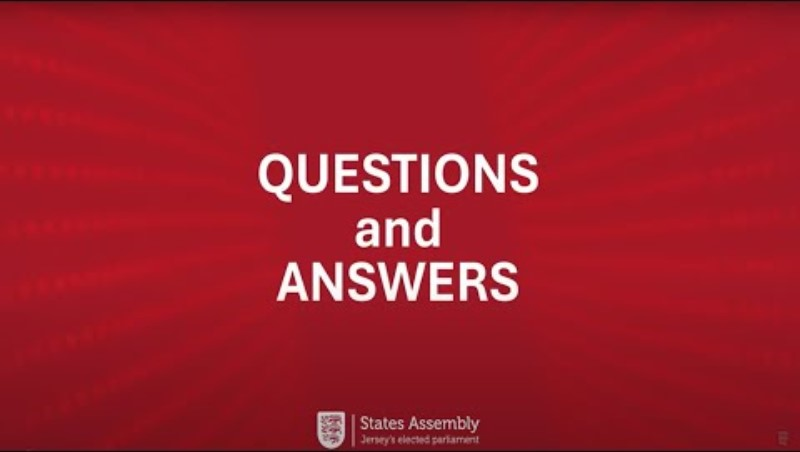 QUESTIONS
and
ANSWERS
States Assembly
Jersey's elected parliament